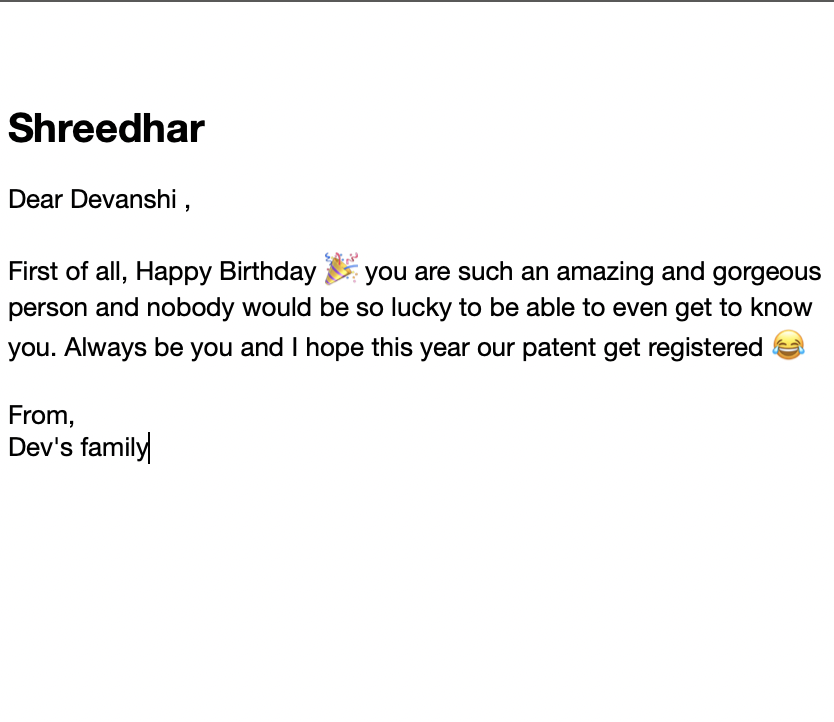 Shreedhar
Dear Devanshi ,
First of all, Happy Birthday 🎉 you are such an amazing and gorgeous
person and nobody would be so lucky to be able to even get to know
you. Always be you and I hope this year our patent get registered 😂
From,
Dev's family